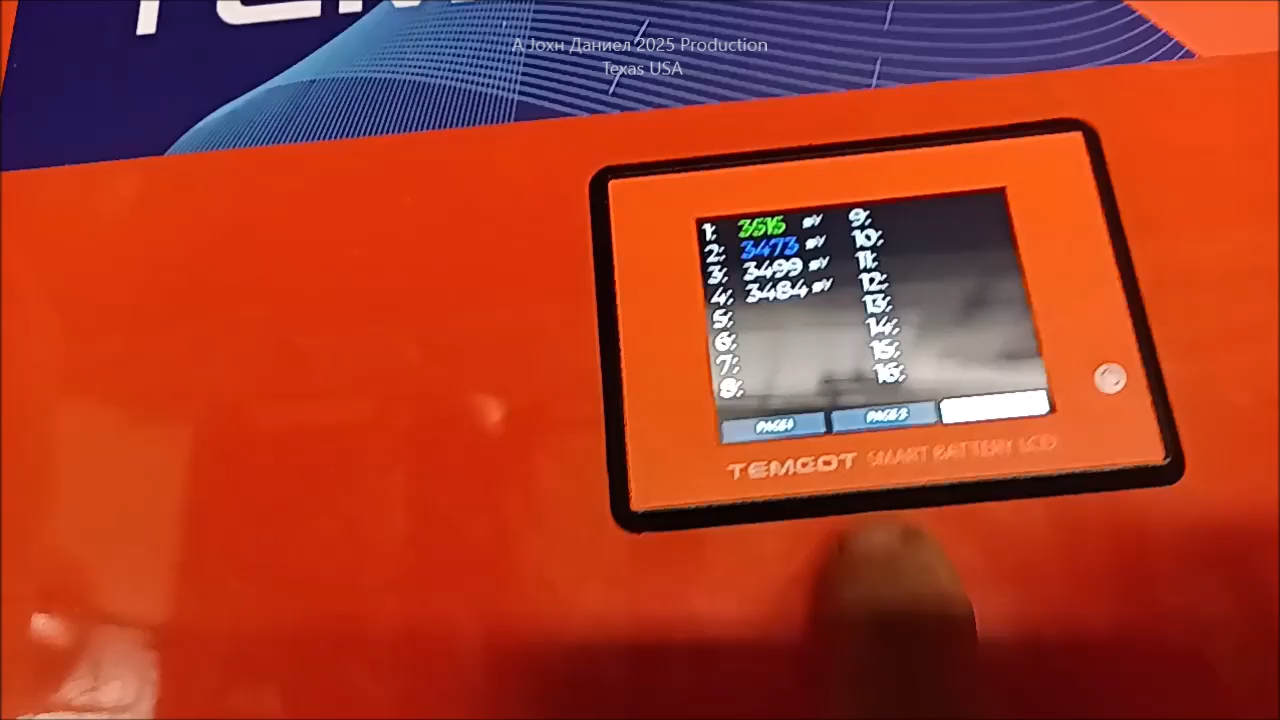 A Јохн Даниел 2025 Production
Texas USA
1: 3515 mV 9:
2: 3473 mV 10:
3: 3499 mV 11:
4: 3484 mV 12:
5: 13:
6: 14:
7: 15:
8: 16:
PAGE1 PAGE2
TEMGOT SMART BATTERY LCD